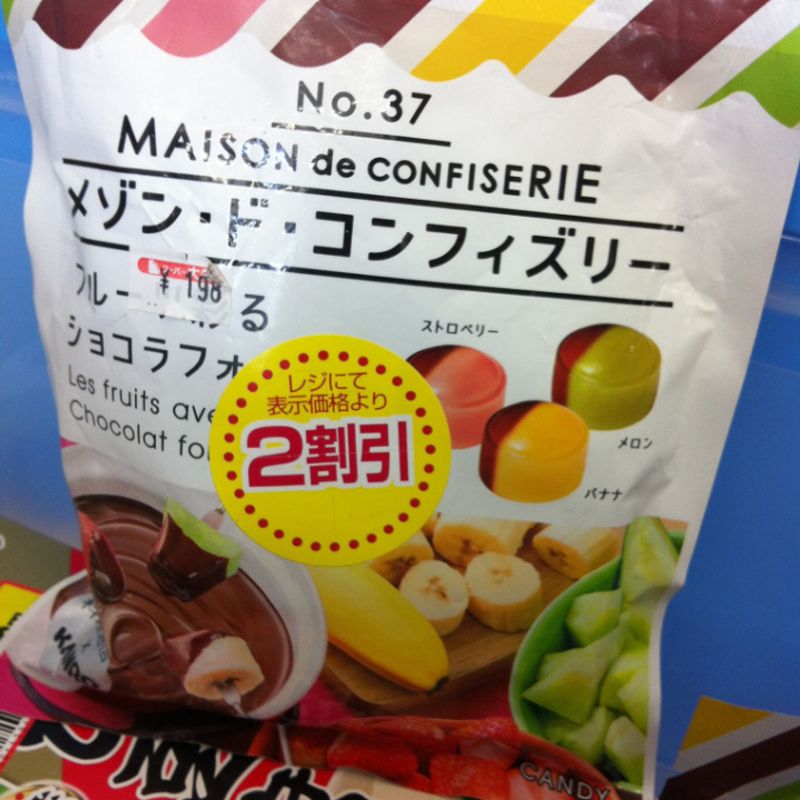 No.37
MAISON de CONFISERIE
メゾン・ド・コンフィズリー
¥198
フルー
る
ショコラフォ
Les fruits ave
Chocolat fo
レジにて
表示価格より
2割引
ストロベリー
メロン
バナナ
CANDY